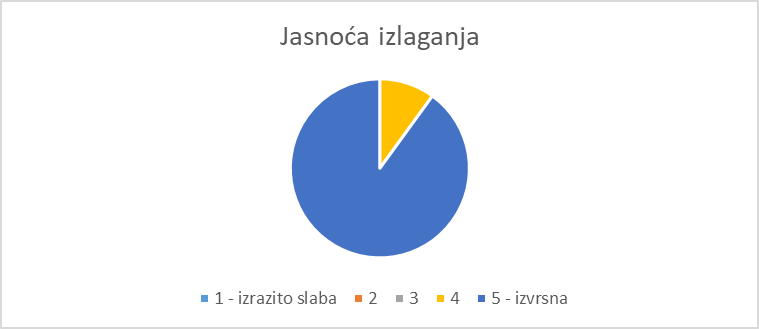 Jasnoća izlaganja
1 - izrazito slaba 2 3 4 5 - izvrsna